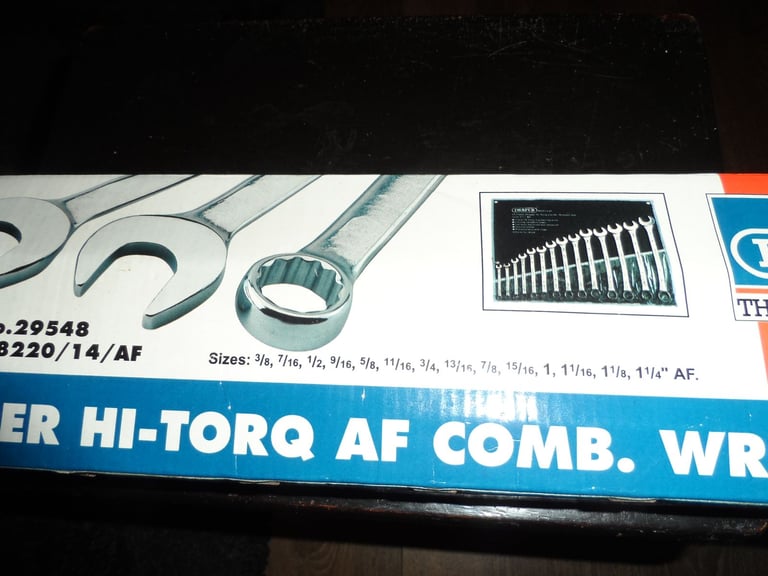 DRAPER
.29548
8220/14/AF
Sizes: 3/8, 7/16, 1/2, 9/16, 5/8, 11/16, 3/4, 13/16, 7/8, 15/16, 1, 1 1/16, 1 1/8, 1 1/4" AF.
TH
ER HI-TORQ AF COMB. WR